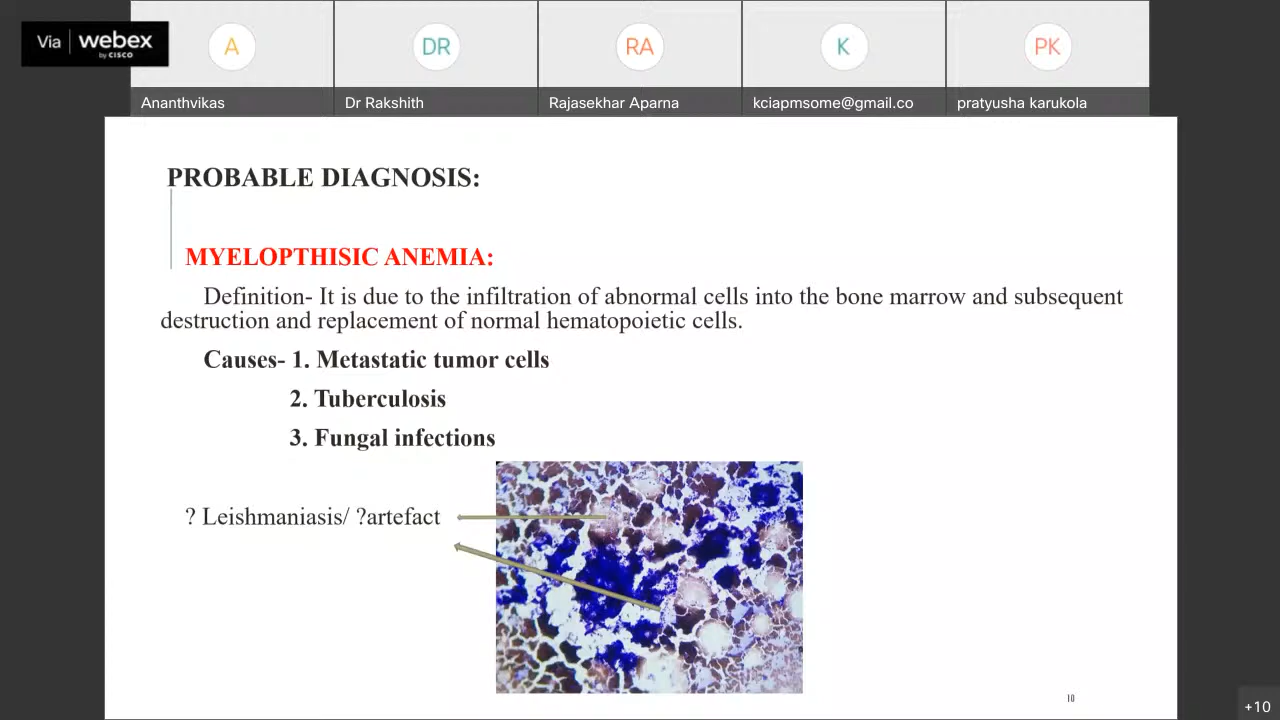 Via webex
by CISCO
A
DR
RA
K
PK
Ananthvikas
Dr Rakshith
Rajasekhar Aparna
kciapmsome@gmail.co
pratyusha karukola
PROBABLE DIAGNOSIS:
MYELOPTHISIC ANEMIA:
Definition- It is due to the infiltration of abnormal cells into the bone marrow and subsequent
destruction and replacement of normal hematopoietic cells.
Causes- 1. Metastatic tumor cells
2. Tuberculosis
3. Fungal infections
? Leishmaniasis/ ?artefact
10
+10